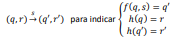 (q,r) →ˢ (q',r') para indicar { f(q,s) = q'
h(q) = r
h(q') = r'